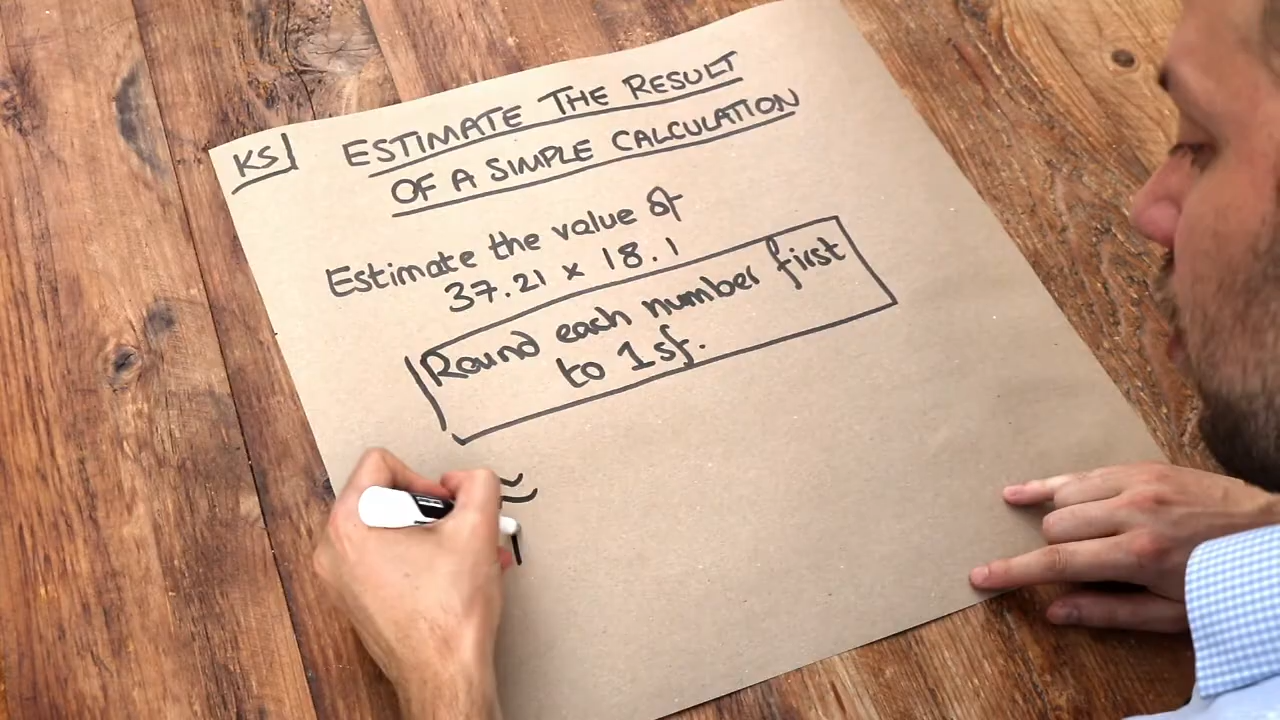 KS1
ESTIMATE THE RESULT
OF A SIMPLE CALCULATION
Estimate the value of
37.21 × 18.1
Round each number first
to 1sf.
≈